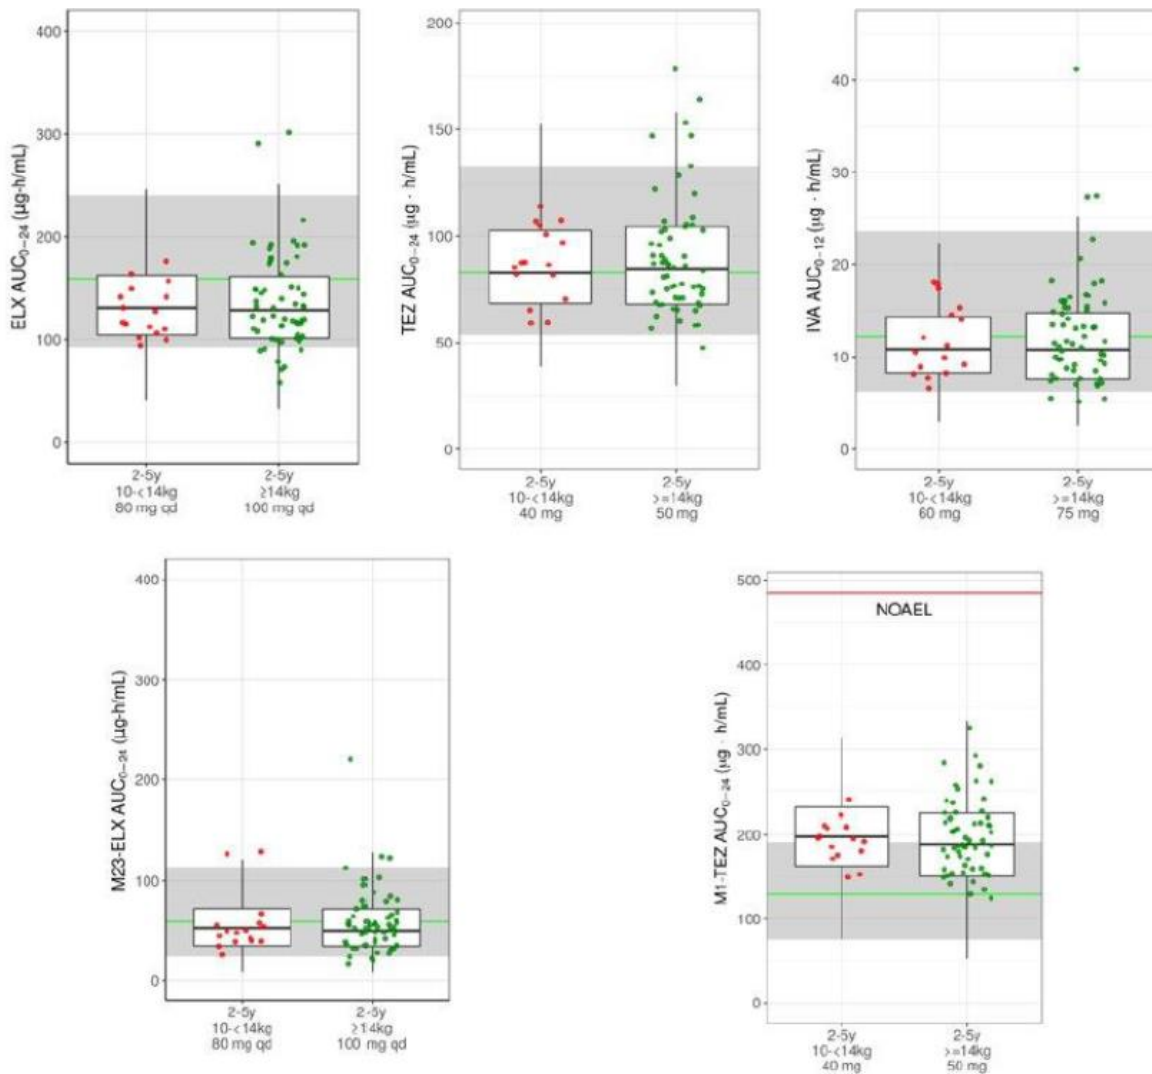 ELX AUC0–24 (µg-h/mL)
400
300
200
100
0
2-5y
10-<14kg
80 mg qd
2-5y
≥14kg
100 mg qd
TEZ AUC0–24 (µg · h/mL)
200
150
100
50
0
2-5y
10-<14kg
40 mg
2-5y
>=14kg
50 mg
IVA AUC0–12 (µg · h/mL)
40
30
20
10
0
2-5y
10-<14kg
60 mg
2-5y
>=14kg
75 mg
M23-ELX AUC0–24 (µg-h/mL)
400
300
200
100
0
2-5y
10-<14kg
80 mg qd
2-5y
≥14kg
100 mg qd
M1-TEZ AUC0–24 (µg · h/mL)
500
NOAEL
400
300
200
100
0
2-5y
10-<14kg
40 mg
2-5y
>=14kg
50 mg